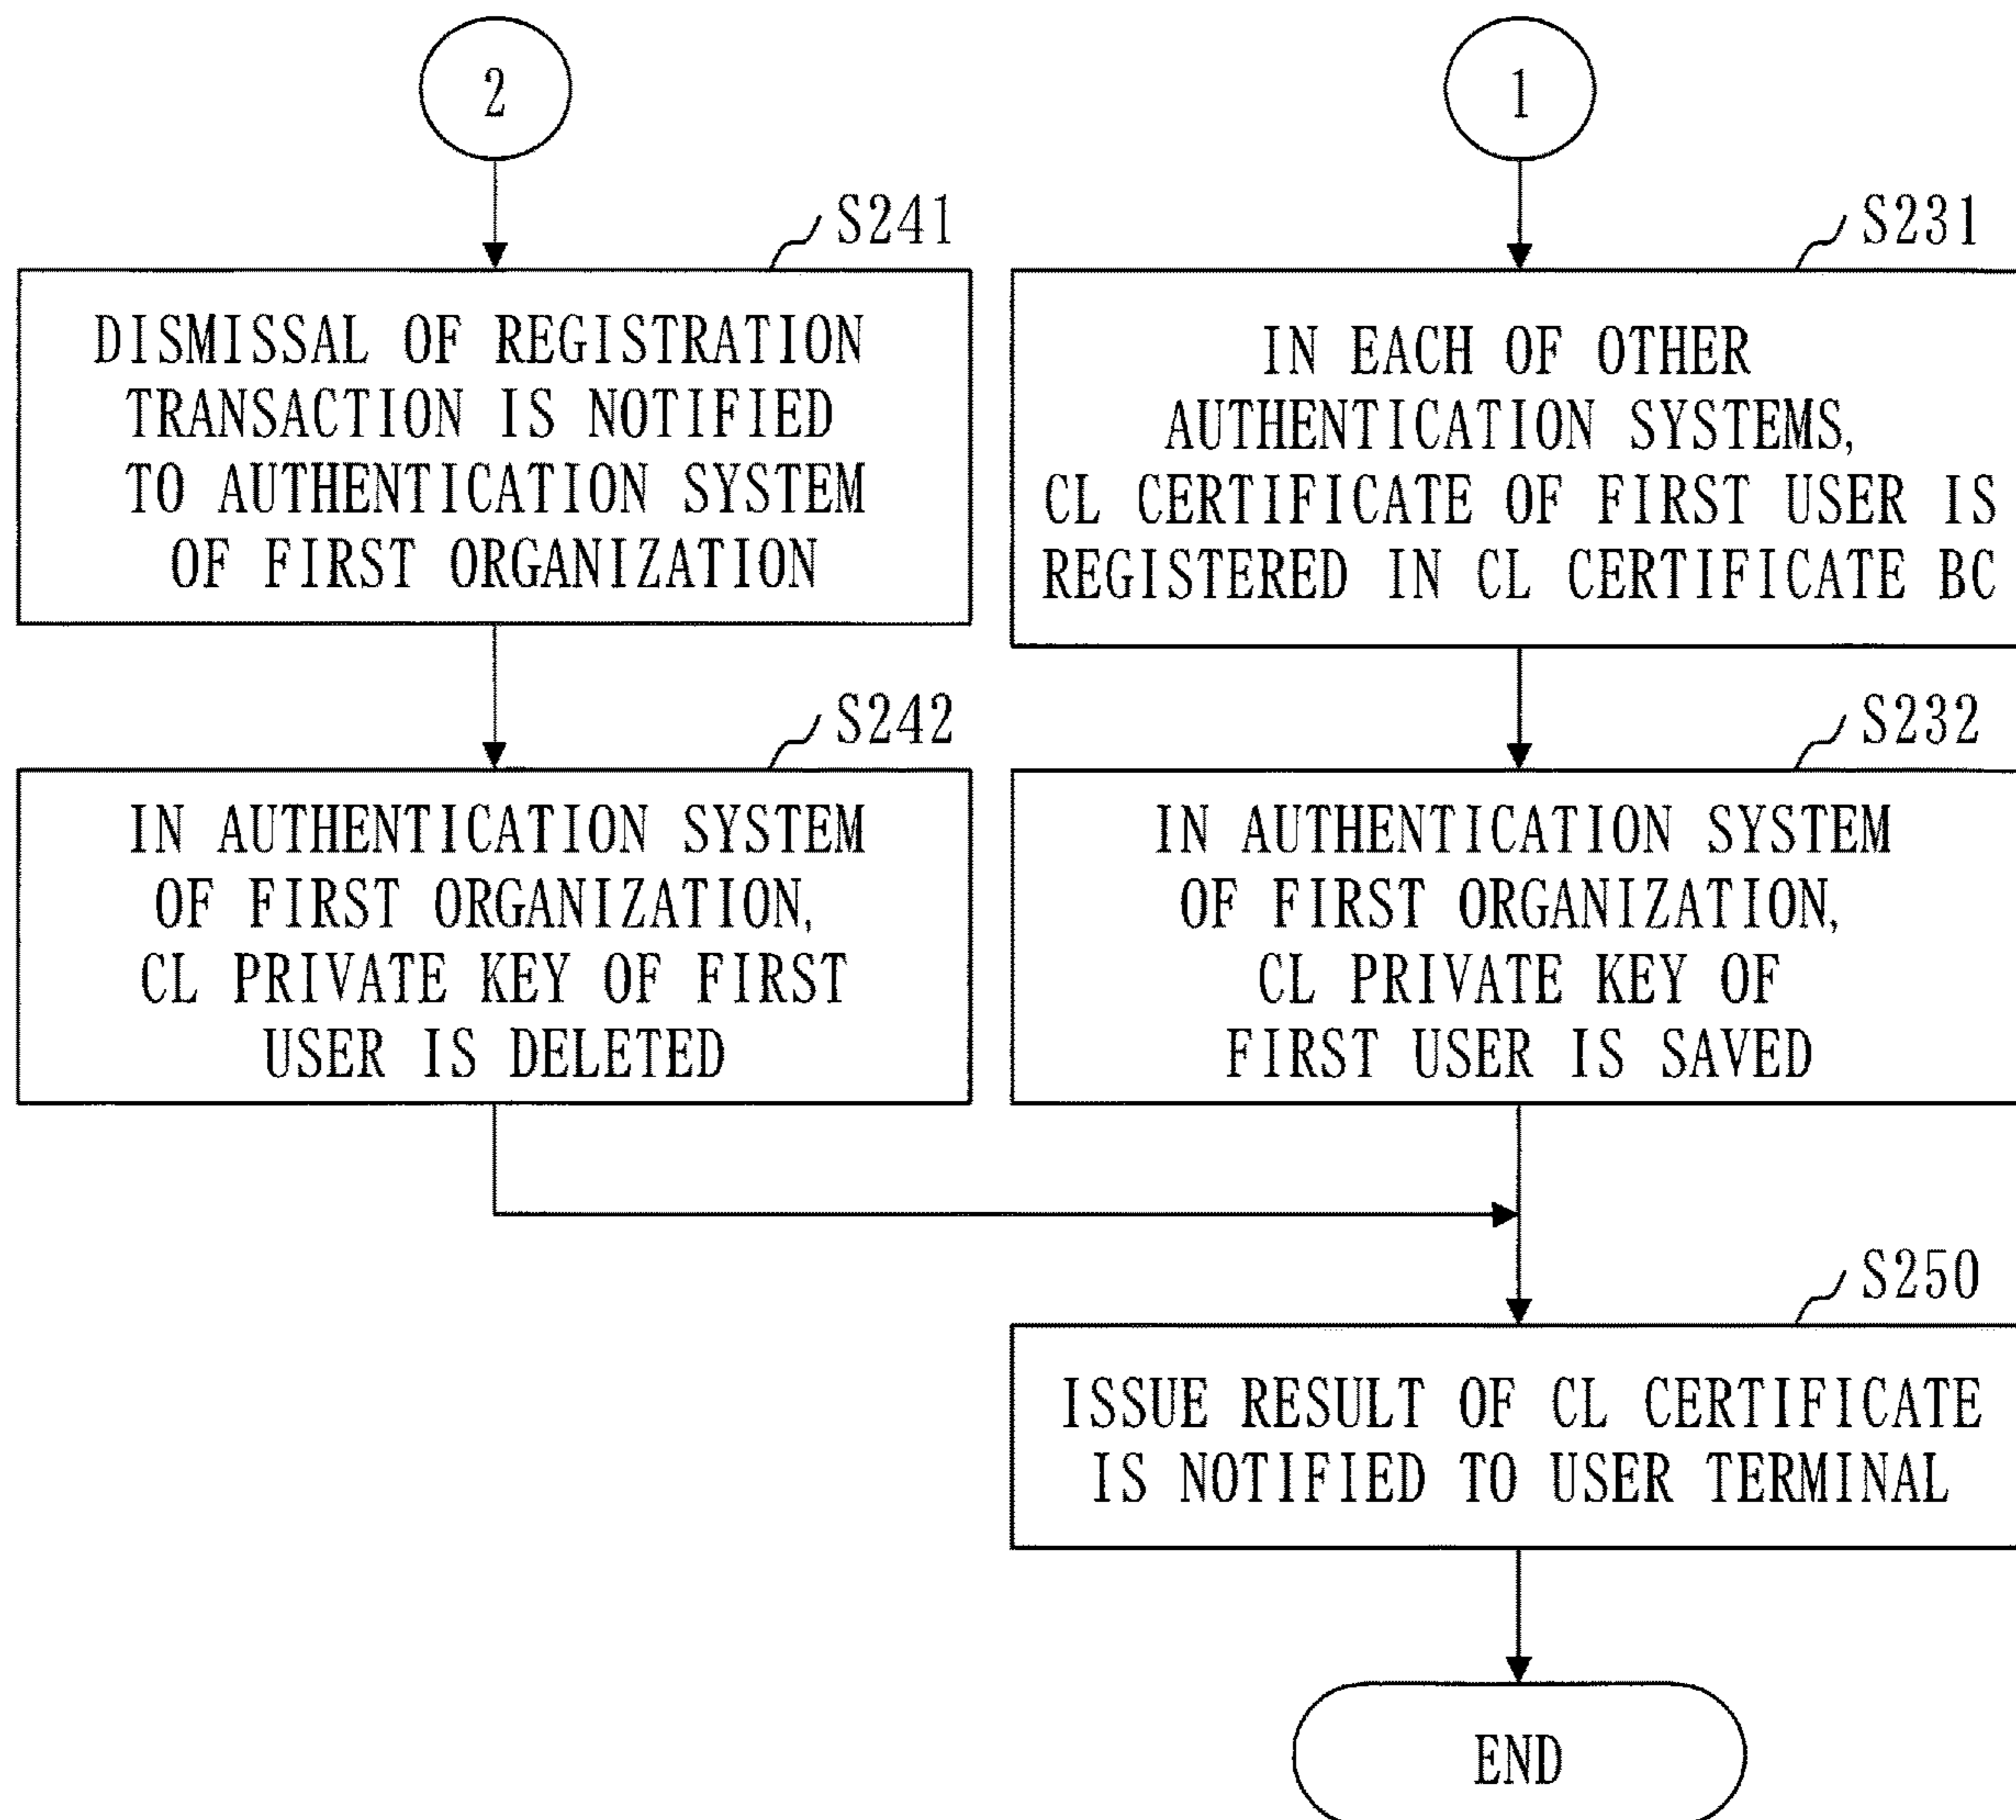 2
1
S241
DISMISSAL OF REGISTRATION
TRANSACTION IS NOTIFIED
TO AUTHENTICATION SYSTEM
OF FIRST ORGANIZATION
S231
IN EACH OF OTHER
AUTHENTICATION SYSTEMS,
CL CERTIFICATE OF FIRST USER IS
REGISTERED IN CL CERTIFICATE BC
S242
IN AUTHENTICATION SYSTEM
OF FIRST ORGANIZATION,
CL PRIVATE KEY OF FIRST
USER IS DELETED
S232
IN AUTHENTICATION SYSTEM
OF FIRST ORGANIZATION,
CL PRIVATE KEY OF
FIRST USER IS SAVED
S250
ISSUE RESULT OF CL CERTIFICATE
IS NOTIFIED TO USER TERMINAL
END